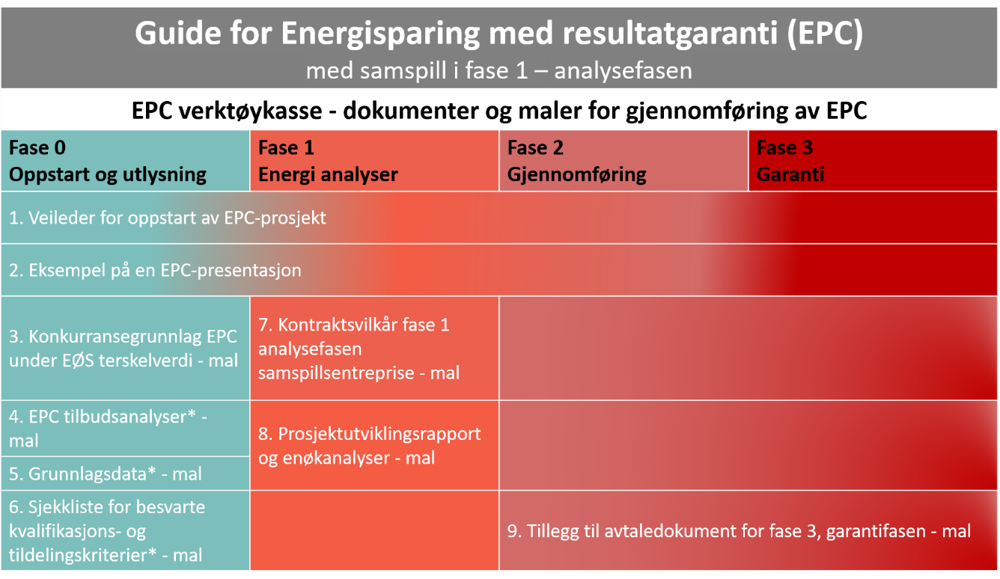 Guide for Energisparing med resultatgaranti (EPC)
med samspill i fase 1 – analysefasen
EPC verktøykasse - dokumenter og maler for gjennomføring av EPC
Fase 0
Oppstart og utlysning
Fase 1
Energi analyser
Fase 2
Gjennomføring
Fase 3
Garanti
1. Veileder for oppstart av EPC-prosjekt
2. Eksempel på en EPC-presentasjon
3. Konkurransegrunnlag EPC
under EØS terskelverdi - mal
7. Kontraktsvilkår fase 1
analysefasen
samspillsentreprise - mal
4. EPC tilbudsanalyser* -
mal
5. Grunnlagsdata* - mal
8. Prosjektutviklingsrapport
og enøkanalyser - mal
6. Sjekkliste for besvarte
kvalifikasjons- og
tildelingskriterier* - mal
9. Tillegg til avtaledokument for fase 3, garantifasen - mal